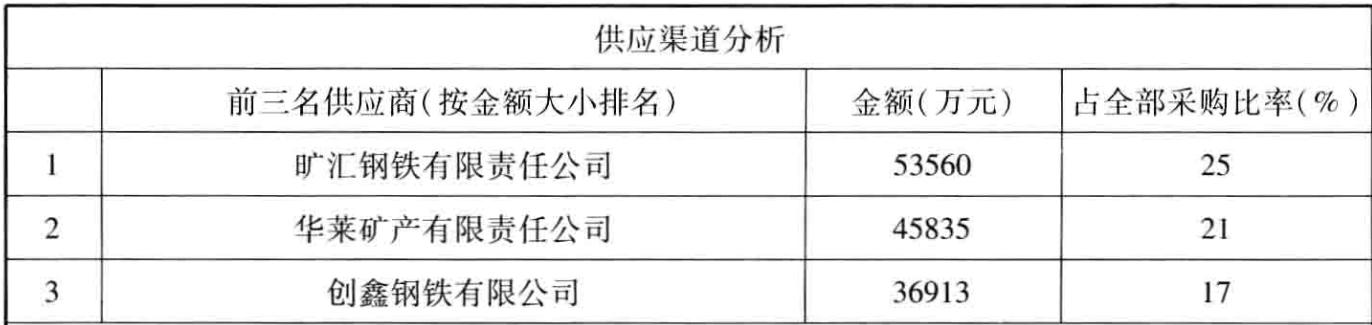 供应渠道分析
前三名供应商(按金额大小排名) 金额(万元) 占全部采购比率(%)
1 旷汇钢铁有限责任公司 53560 25
2 华莱矿产有限责任公司 45835 21
3 创鑫钢铁有限公司 36913 17